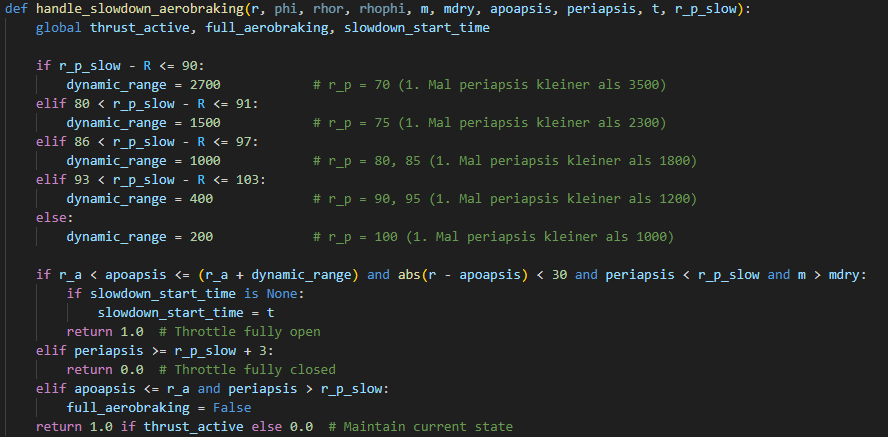 def handle_slowdown_aerobraking(r, phi, rhor, rhophi, m, mdry, apoapsis, periapsis, t, r_p_slow):
    global thrust_active, full_aerobraking, slowdown_start_time

    if r_p_slow - R <= 90:
        dynamic_range = 2700            # r_p = 70 (1. Mal periapsis kleiner als 3500)
    elif 80 < r_p_slow - R <= 91:
        dynamic_range = 1500            # r_p = 75 (1. Mal periapsis kleiner als 2300)
    elif 86 < r_p_slow - R <= 97:
        dynamic_range = 1000            # r_p = 80, 85 (1. Mal periapsis kleiner als 1800)
    elif 93 < r_p_slow - R <= 103:
        dynamic_range = 400             # r_p = 90, 95 (1. Mal periapsis kleiner als 1200)
    else:
        dynamic_range = 200             # r_p = 100 (1. Mal periapsis kleiner als 1000)

    if r_a < apoapsis <= (r_a + dynamic_range) and abs(r - apoapsis) < 30 and periapsis < r_p_slow and m > mdry:
        if slowdown_start_time is None:
            slowdown_start_time = t
        return 1.0  # Throttle fully open
    elif periapsis >= r_p_slow + 3:
        return 0.0  # Throttle fully closed
    elif apoapsis <= r_a and periapsis > r_p_slow:
        full_aerobraking = False
    return 1.0 if thrust_active else 0.0  # Maintain current state